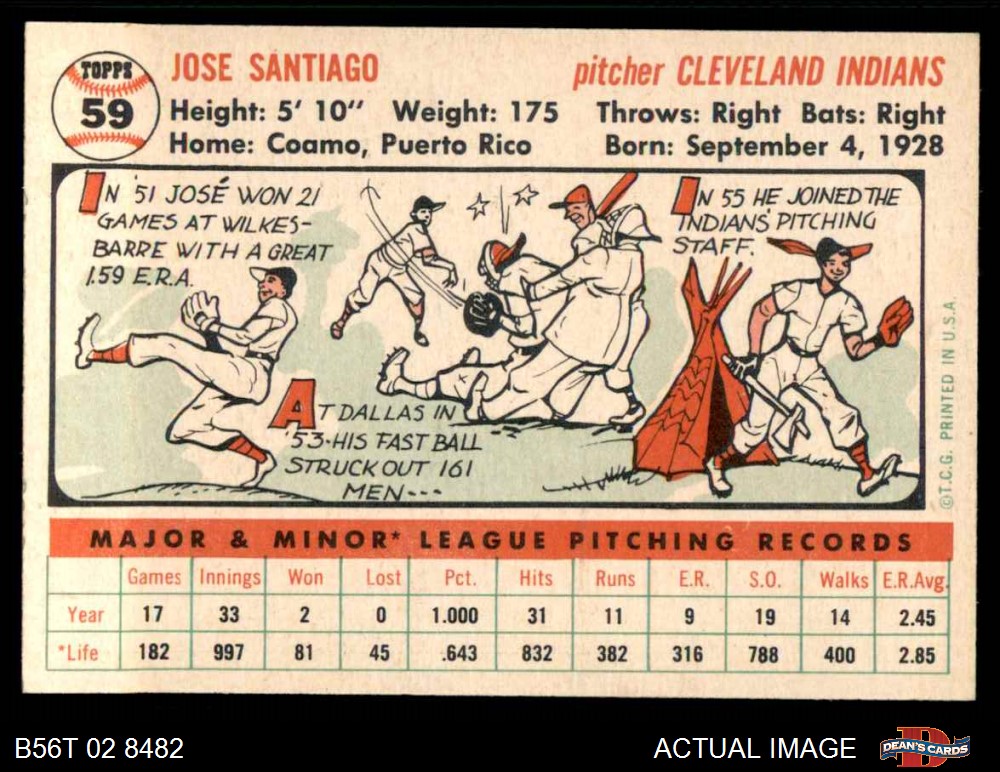 TOPPS
59
JOSE SANTIAGO
pitcher CLEVELAND INDIANS
Height: 5' 10" Weight: 175 Throws: Right Bats: Right
Home: Coamo, Puerto Rico Born: September 4, 1928
IN '51 JOSÉ WON 21
GAMES AT WILKES-
BARRE WITH A GREAT
1.59 E.R.A.
AT DALLAS IN
'53-HIS FAST BALL
STRUCK OUT 161
MEN---
IN 55 HE JOINED THE
INDIANS' PITCHING
STAFF.
©T.C.G. PRINTED IN U.S.A.
MAJOR & MINOR* LEAGUE PITCHING RECORDS
Games Innings Won Lost Pct. Hits Runs E.R. S.O. Walks E.R.Avg.
Year 17 33 2 0 1.000 31 11 9 19 14 2.45
*Life 182 997 81 45 .643 832 382 316 788 400 2.85
B56T 02 8482
ACTUAL IMAGE
D
DEAN'S CARDS